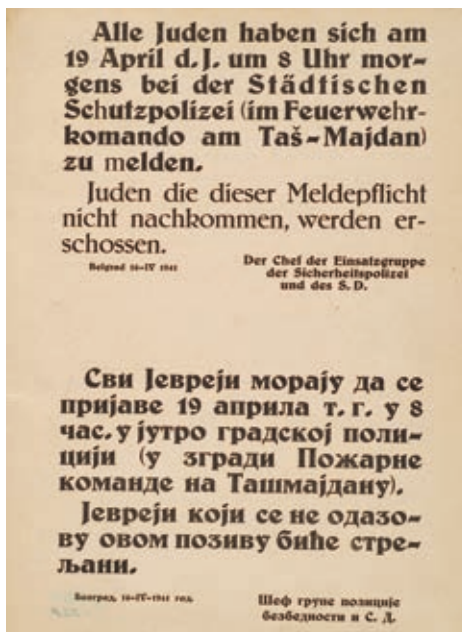 Alle Juden haben sich am
19 April d. J. um 8 Uhr mor-
gens bei der Städtischen
Schutzpolizei (im Feuerwehr-
komando am Taš-Majdan)
zu melden.
Juden die dieser Meldepflicht
nicht nachkommen, werden er-
schossen.
Belgrad 16-IV 1941
Der Chef der Einsatzgruppe
der Sicherheitspolizei
und des S. D.
Сви Јевреји морају да се
пријаве 19 априла т. г. у 8
час. у јутро градској поли-
цији (у згради Пожарне
команде на Ташмајдану).
Јевреји који се не одазо-
ву овом позиву биће стре-
љани.
Београд, 16-IV-1941 год.
Шеф групе полиције
безбедности и С. Д.